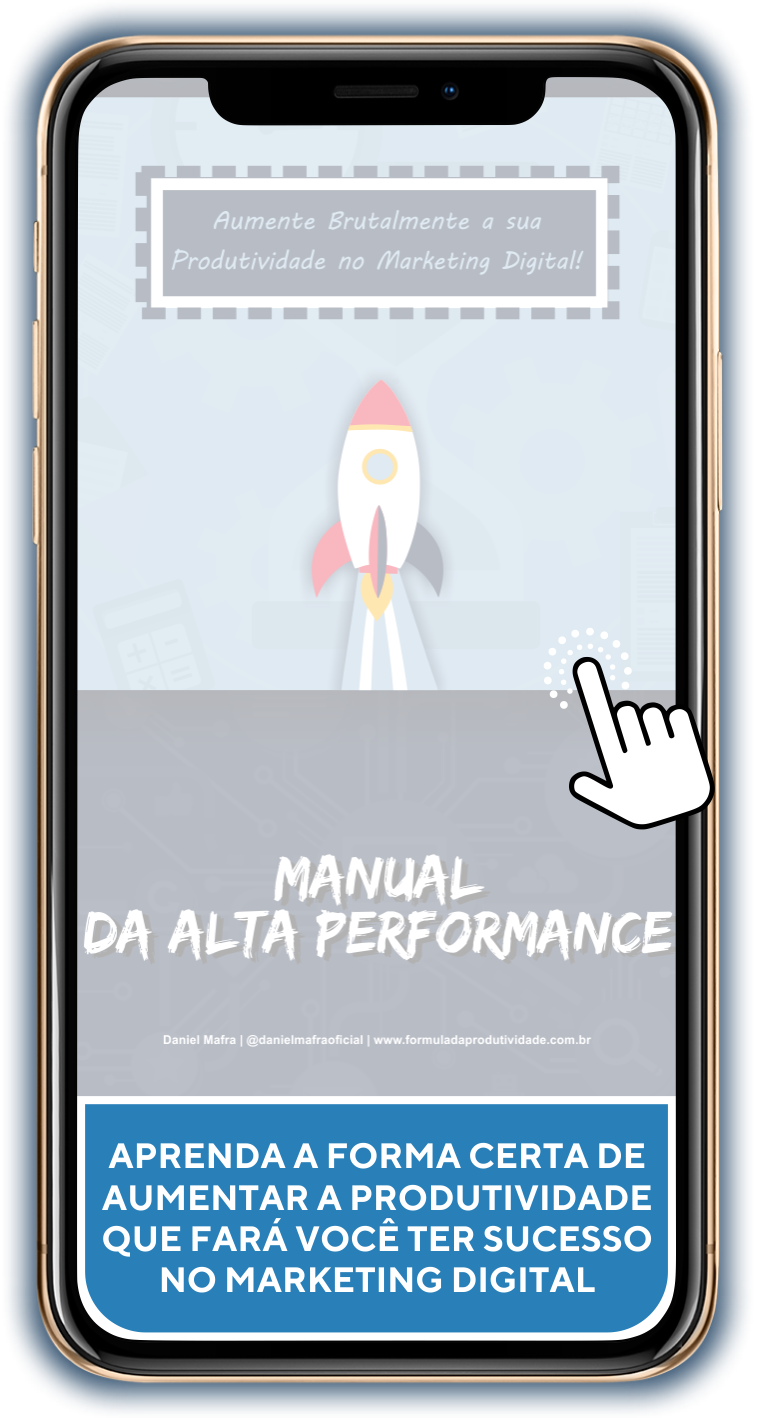 Aumente Brutalmente a sua
Produtividade no Marketing Digital!
MANUAL
DA ALTA PERFORMANCE
Daniel Mafra | @danielmafraoficial | www.formuladaprodutividade.com.br
APRENDA A FORMA CERTA DE
AUMENTAR A PRODUTIVIDADE
QUE FARÁ VOCÊ TER SUCESSO
NO MARKETING DIGITAL